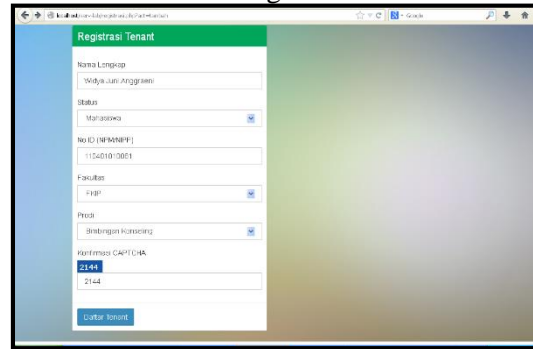 Registrasi Tenant
Nama Lengkap
Widya Juni Anggraeni
Status
Mahasiswa
No ID (NPM/NIPP)
Fakultas
FKIP
Prodi
Bimbingan Konseling
Konfirmasi CAPTCHA
2144
2144
Daftar Tenant